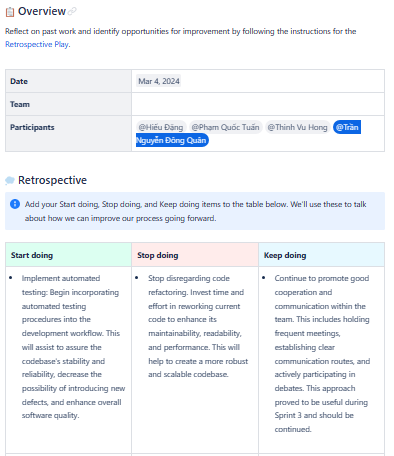 Overview
Reflect on past work and identify opportunities for improvement by following the instructions for the
Retrospective Play.
Date
Mar 4, 2024
Team
Participants
@Hiếu Đặng @Phạm Quốc Tuấn @Thinh Vu Hong @Trần
Nguyễn Đông Quân
Retrospective
Add your Start doing, Stop doing, and Keep doing items to the table below. We'll use these to talk
about how we can improve our process going forward.
Start doing
Stop doing
Keep doing
Implement automated
testing: Begin incorporating
automated testing
procedures into the
development workflow. This
will assist to assure the
codebase's stability and
reliability, decrease the
possibility of introducing new
defects, and enhance overall
software quality.
Stop disregarding code
refactoring. Invest time and
effort in reworking current
code to enhance its
maintainability, readability,
and performance. This will
help to create a more robust
and scalable codebase.
Continue to promote good
cooperation and
communication within the
team. This includes holding
frequent meetings,
establishing clear
communication routes, and
actively participating in
debates. This approach
proved to be useful during
Sprint 3 and should be
continued.